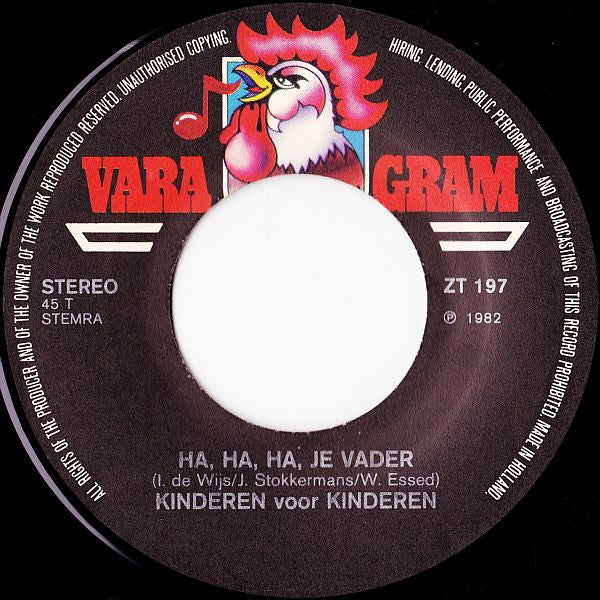 ALL RIGHTS OF THE PRODUCER AND OF THE OWNER OF THE WORK REPRODUCED RESERVED. UNAUTHORISED COPYING, HIRING, LENDING, PUBLIC PERFORMANCE AND BROADCASTING OF THIS RECORD PROHIBITED. MADE IN HOLLAND.
VARA GRAM
STEREO
45 T
STEMRA
ZT 197
℗ 1982
HA, HA, HA, JE VADER
(I. de Wijs/J. Stokkermans/W. Essed)
KINDEREN voor KINDEREN